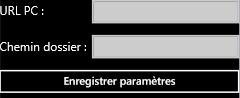 URL PC :
Chemin dossier :
Enregistrer paramètres